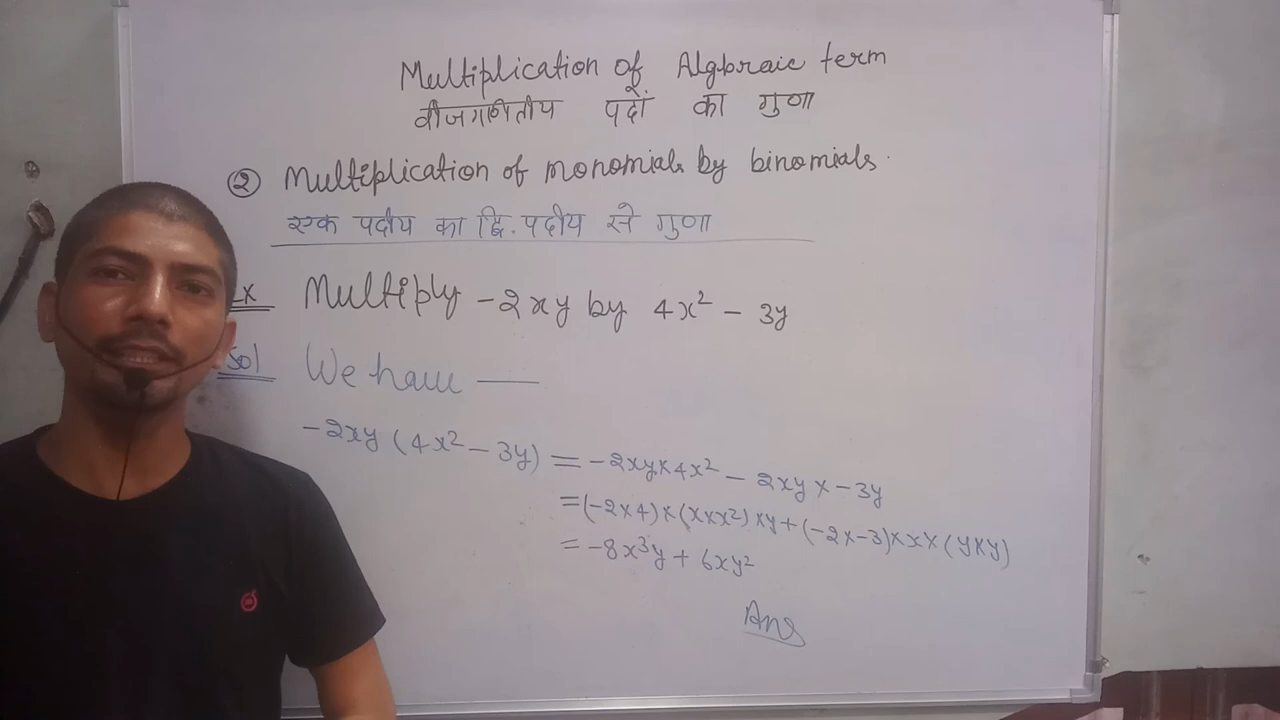 Multiplication of Algbraic term
वीजगणितीय पदों का गुणा
② Multiplication of monomials by binomials.
एक पदीय का द्वि.पदीय से गुणा
Ex Multiply -2xy by 4x² - 3y
Sol We have —
-2xy (4x² - 3y) = -2xy×4x² - 2xy × -3y
=(-2×4)×(x×x²)×y+(-2×-3)×x×(y×y)
= -8x³y + 6xy²
Ans